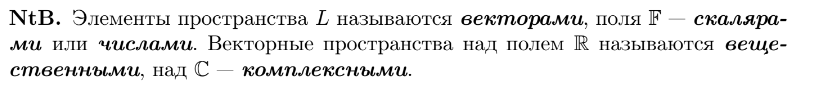 NtB. Элементы пространства L называются векторами, поля 𝔽 — скаляра-
ми или числами. Векторные пространства над полем ℝ называются веще-
ственными, над ℂ — комплексными.